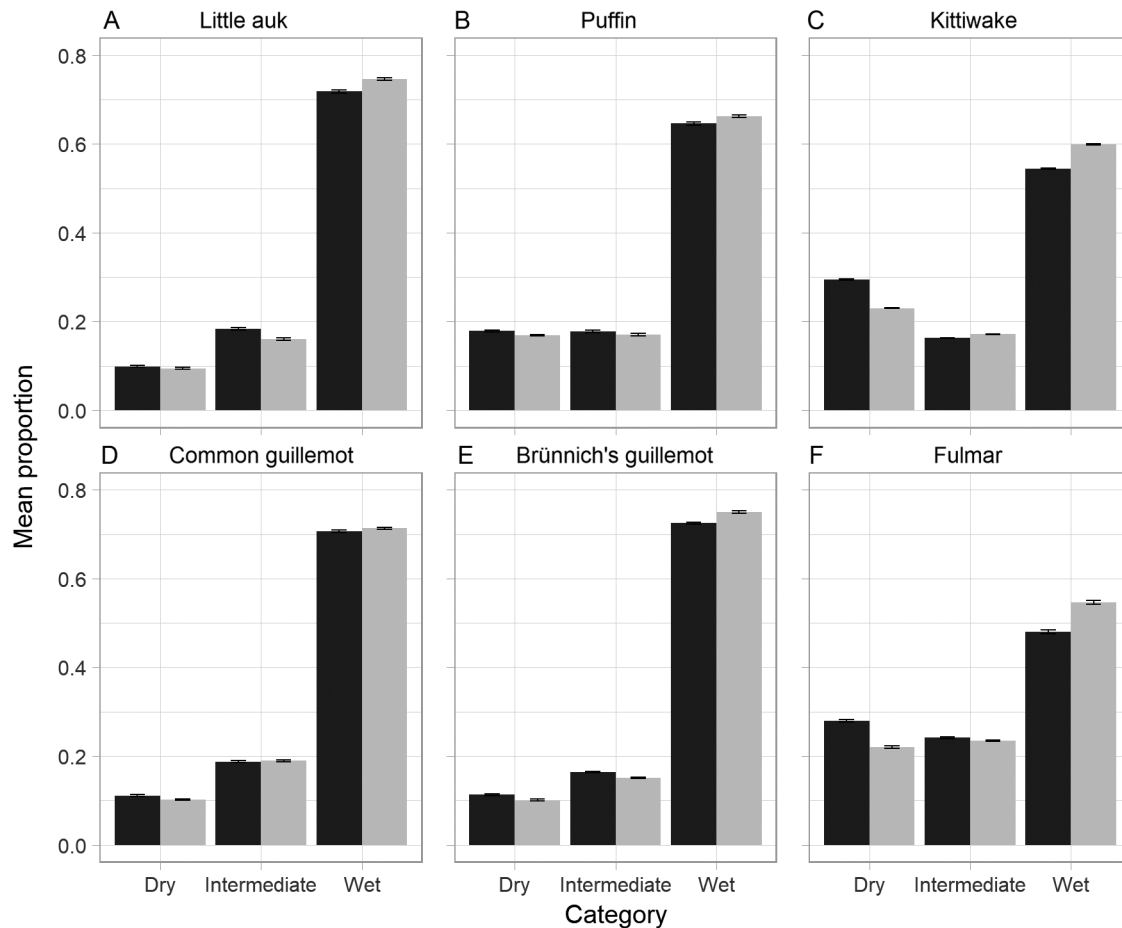 A Little auk
B Puffin
C Kittiwake
0.8
0.6
0.4
0.2
0.0
D Common guillemot
E Brünnich's guillemot
F Fulmar
0.8
0.6
0.4
0.2
0.0
Mean proportion
Dry Intermediate Wet
Dry Intermediate Wet
Dry Intermediate Wet
Category